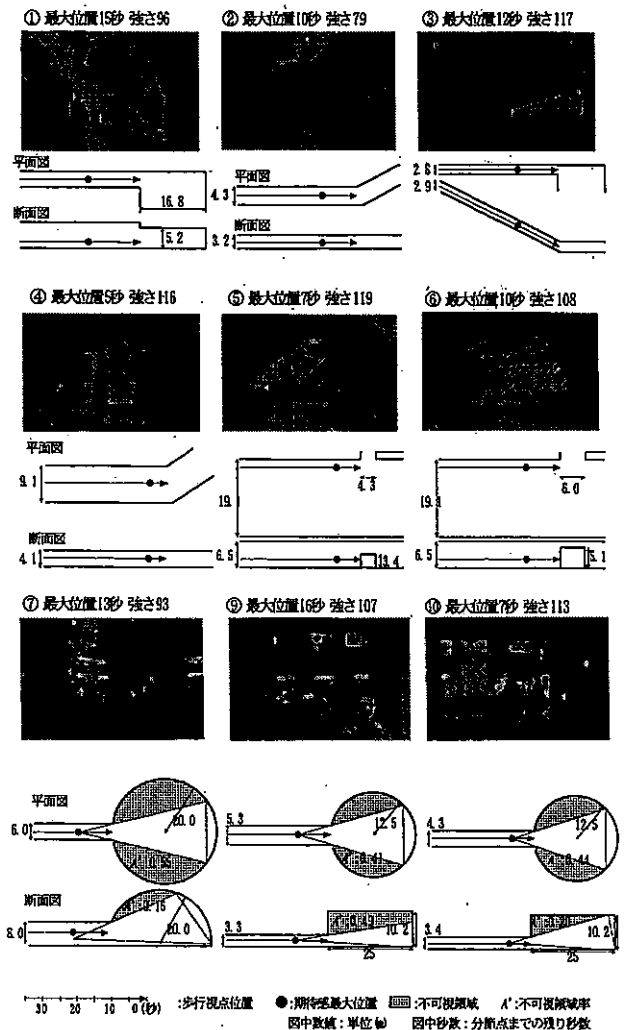 ① 最大位置15秒 強さ96
② 最大位置10秒 強さ79
③ 最大位置12秒 強さ117
平面図
16.8
断面図
5.2
平面図
4.3
断面図
3.2
2.6
2.9
④ 最大位置5秒 強さ116
⑤ 最大位置7秒 強さ119
⑥ 最大位置10秒 強さ108
平面図
9.1
断面図
4.1
19.
4.3
6.5
13.4
19.
6.0
6.5
5.1
⑦ 最大位置13秒 強さ93
⑨ 最大位置16秒 強さ107
⑩ 最大位置7秒 強さ113
平面図
6.0
20.0
5.3
12.5
4.3
12.5
断面図
20.0
3.3
10.2
25
3.4
10.2
25
30 20 10 0(秒) :歩行視点位置 ●:期待感最大位置 :不可視領域 A':不可視領域率
図中数値:単位(m) 図中秒数:分節点までの残り秒数